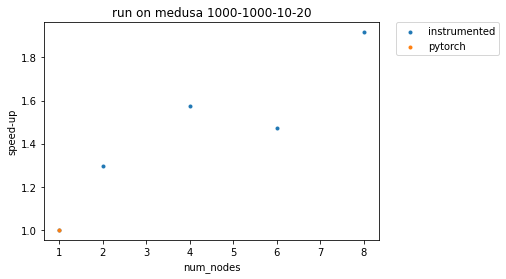 run on medusa 1000-1000-10-20
instrumented
pytorch
speed-up
1.8
1.6
1.4
1.2
1.0
1 2 3 4 5 6 7 8
num_nodes